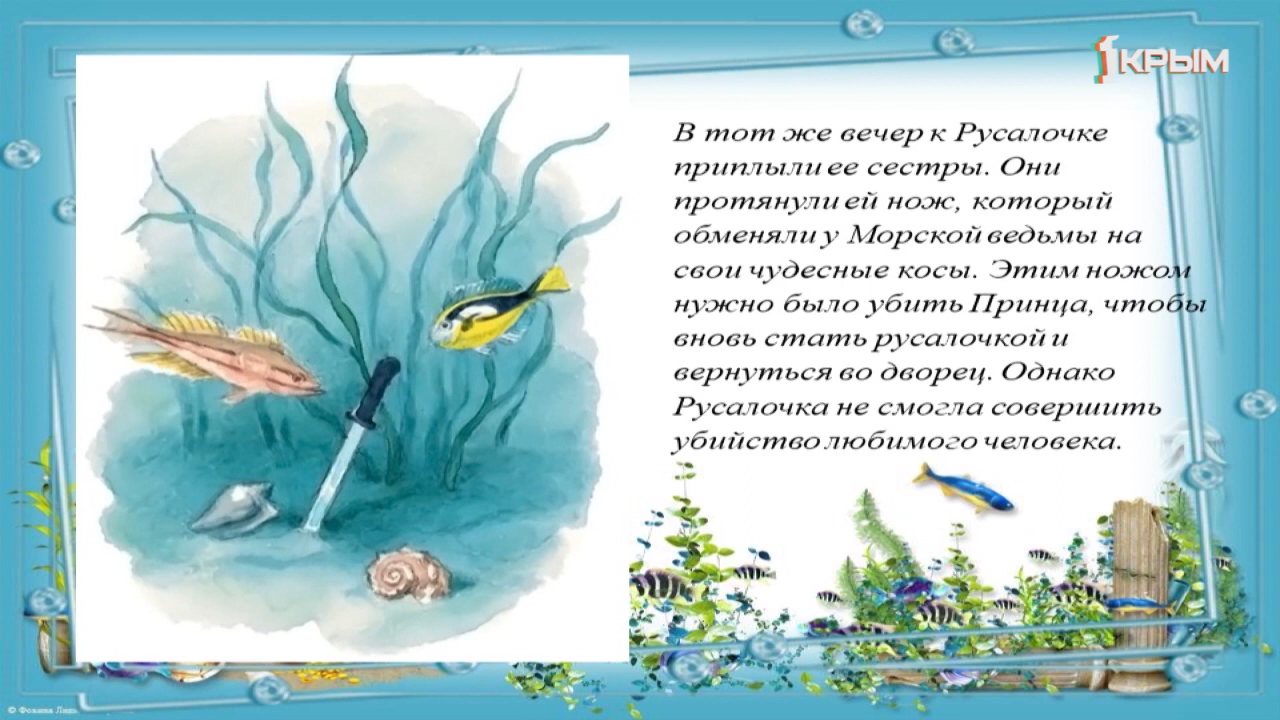 1КРЫМ
В тот же вечер к Русалочке
приплыли ее сестры. Они
протянули ей нож, который
обменяли у Морской ведьмы на
свои чудесные косы. Этим ножом
нужно было убить Принца, чтобы
вновь стать русалочкой и
вернуться во дворец. Однако
Русалочка не смогла совершить
убийство любимого человека.
© Фокина